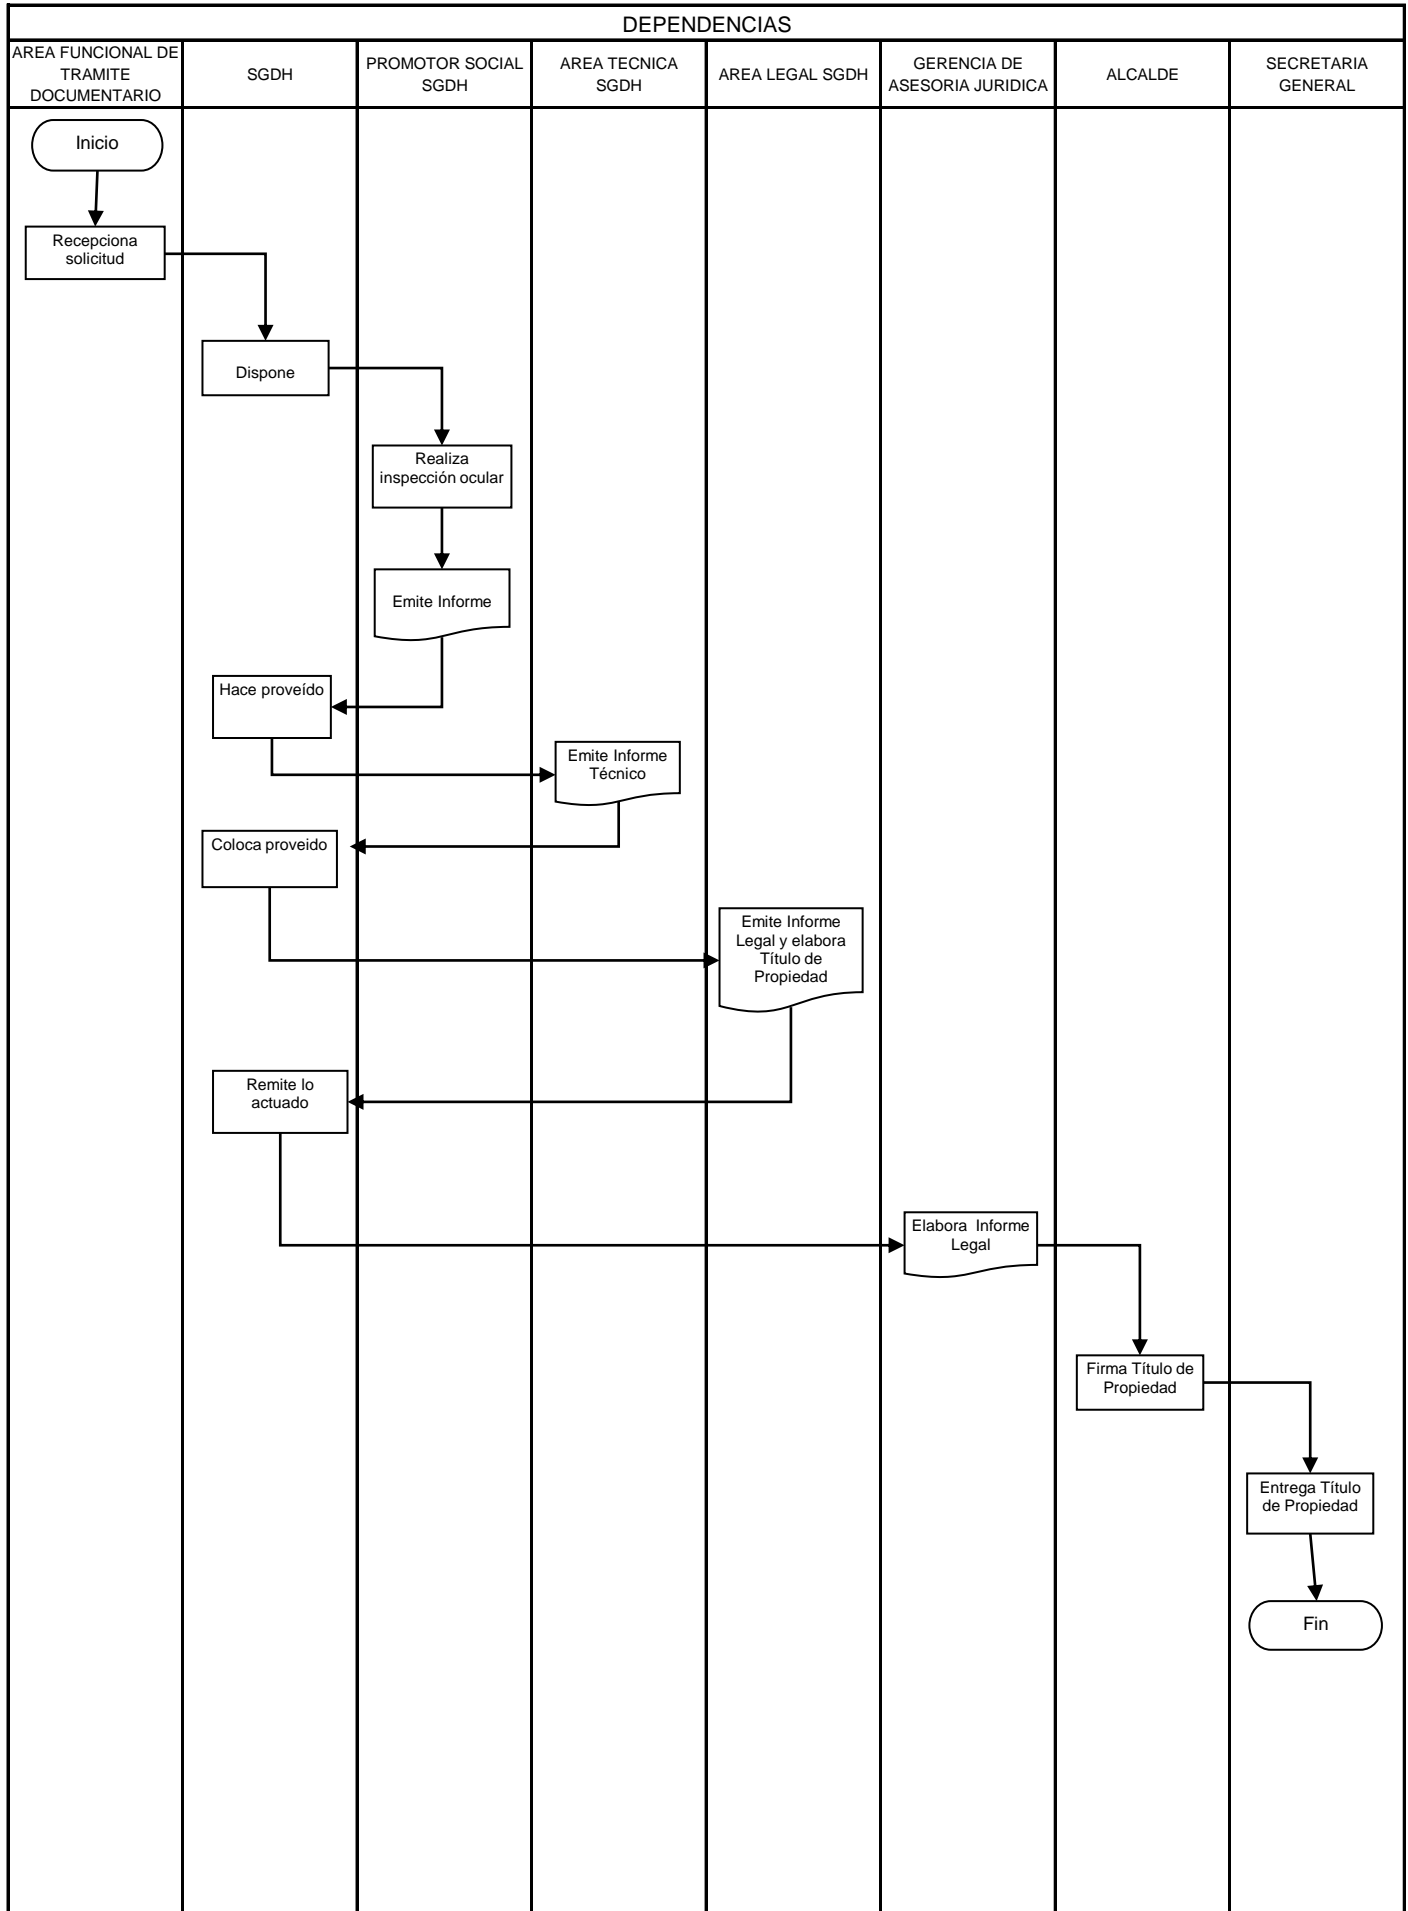 DEPENDENCIAS
AREA FUNCIONAL DE
TRAMITE
DOCUMENTARIO
SGDH
PROMOTOR SOCIAL
SGDH
AREA TECNICA
SGDH
AREA LEGAL SGDH
GERENCIA DE
ASESORIA JURIDICA
ALCALDE
SECRETARIA
GENERAL
Inicio
Recepciona
solicitud
Dispone
Realiza
inspección ocular
Emite Informe
Hace proveído
Emite Informe
Técnico
Coloca proveido
Emite Informe
Legal y elabora
Título de
Propiedad
Remite lo
actuado
Elabora  Informe
Legal
Firma Título de
Propiedad
Entrega Título
de Propiedad
Fin